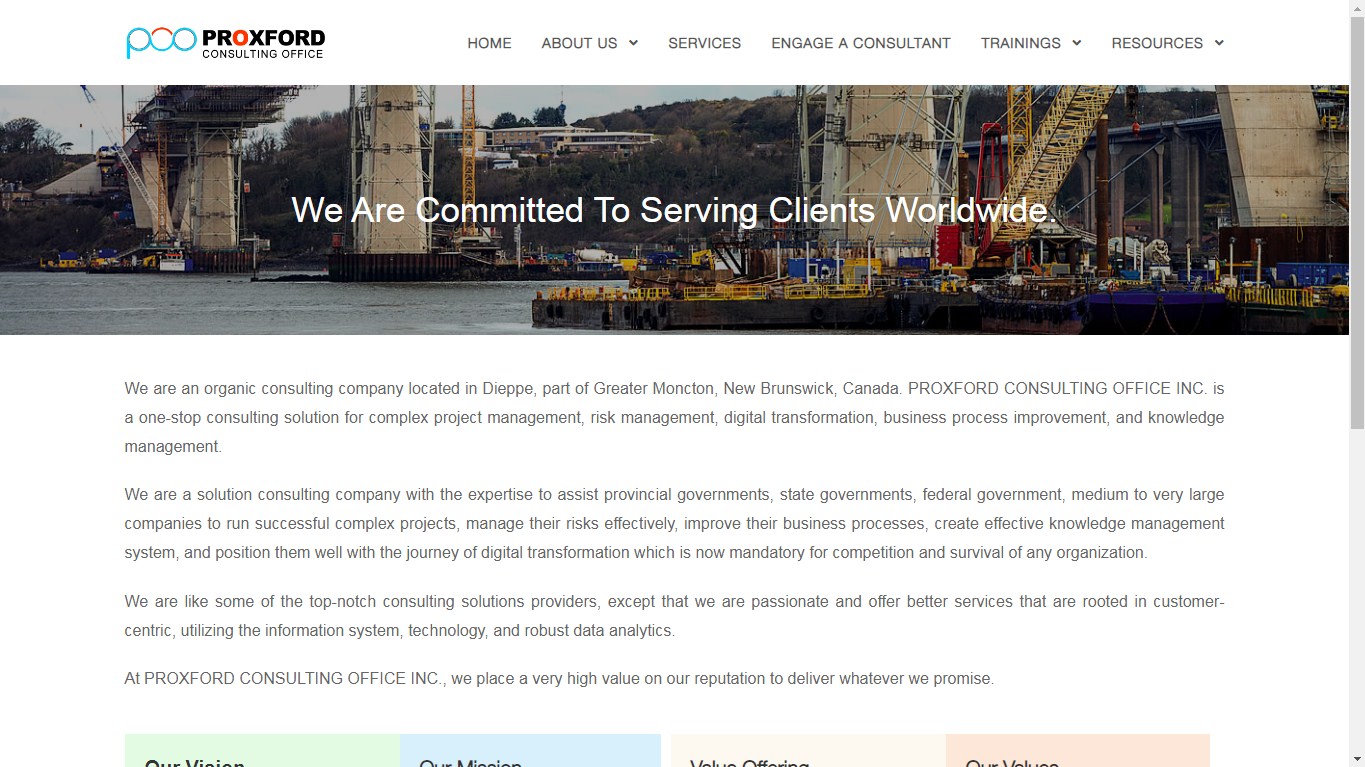 PROXFORD
CONSULTING OFFICE
HOME ABOUT US SERVICES ENGAGE A CONSULTANT TRAININGS RESOURCES
We Are Committed To Serving Clients Worldwide.
We are an organic consulting company located in Dieppe, part of Greater Moncton, New Brunswick, Canada. PROXFORD CONSULTING OFFICE INC. is
a one-stop consulting solution for complex project management, risk management, digital transformation, business process improvement, and knowledge
management.
We are a solution consulting company with the expertise to assist provincial governments, state governments, federal government, medium to very large
companies to run successful complex projects, manage their risks effectively, improve their business processes, create effective knowledge management
system, and position them well with the journey of digital transformation which is now mandatory for competition and survival of any organization.
We are like some of the top-notch consulting solutions providers, except that we are passionate and offer better services that are rooted in customer-
centric, utilizing the information system, technology, and robust data analytics.
At PROXFORD CONSULTING OFFICE INC., we place a very high value on our reputation to deliver whatever we promise.
Our Vision Our Mission Value Offering Our Values